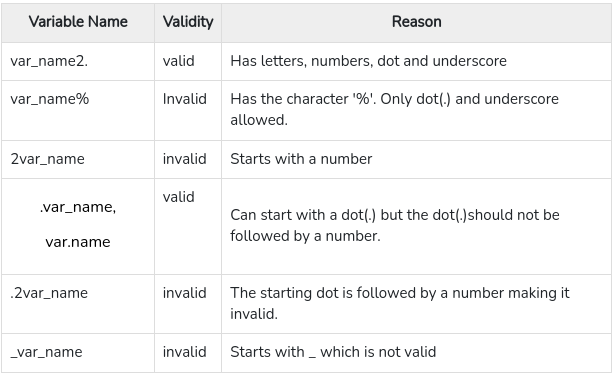 Variable Name Validity Reason
var_name2. valid Has letters, numbers, dot and underscore
var_name% Invalid Has the character '%'. Only dot(.) and underscore
allowed.
2var_name invalid Starts with a number
.var_name,
var.name
valid
Can start with a dot(.) but the dot(.)should not be
followed by a number.
.2var_name invalid The starting dot is followed by a number making it
invalid.
_var_name invalid Starts with _ which is not valid